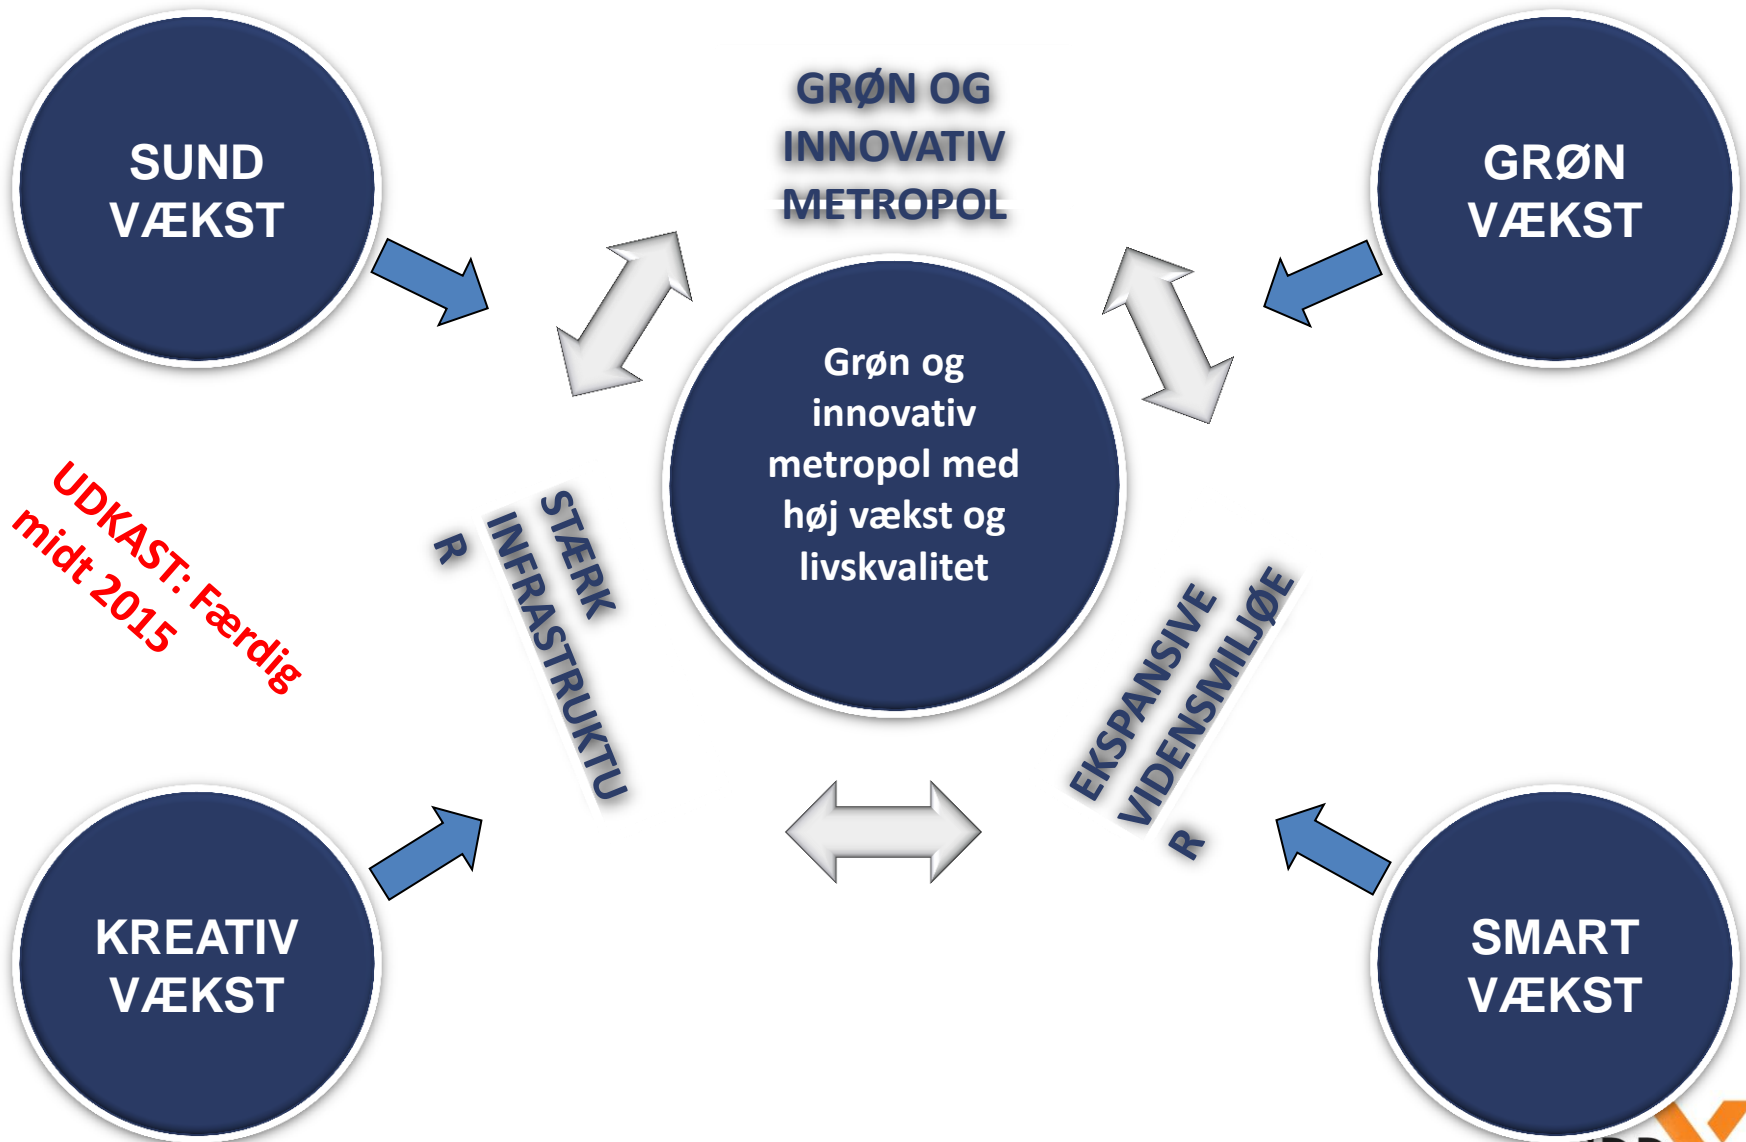 SUND
VÆKST
GRØN OG
INNOVATIV
METROPOL
GRØN
VÆKST
Grøn og
innovativ
metropol med
høj vækst og
livskvalitet
UDKAST: Færdig
midt 2015
STÆRK
INFRASTRUKTU
R
EKSPANSIVE
VIDENSMILJØE
R
KREATIV
VÆKST
SMART
VÆKST